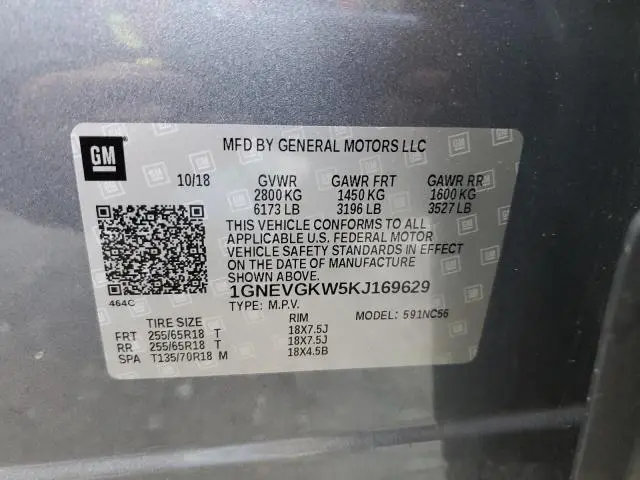 GM
MFD BY GENERAL MOTORS LLC
10/18 GVWR GAWR FRT GAWR RR
2800 KG 1450 KG 1600 KG
6173 LB 3196 LB 3527 LB
THIS VEHICLE CONFORMS TO ALL
APPLICABLE U.S. FEDERAL MOTOR
VEHICLE SAFETY STANDARDS IN EFFECT
ON THE DATE OF MANUFACTURE
SHOWN ABOVE.
464C
1GNEVGKW5KJ169629
TYPE: M.P.V. MODEL: 591NC56
TIRE SIZE RIM
FRT 255/65R18 T 18X7.5J
RR 255/65R18 T 18X7.5J
SPA T135/70R18 M 18X4.5B